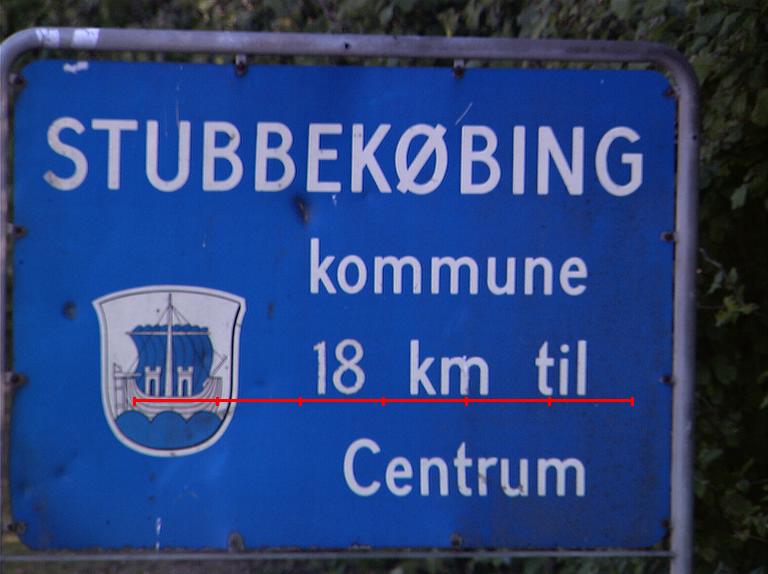 STUBBEKØBING
kommune
18 km til
Centrum